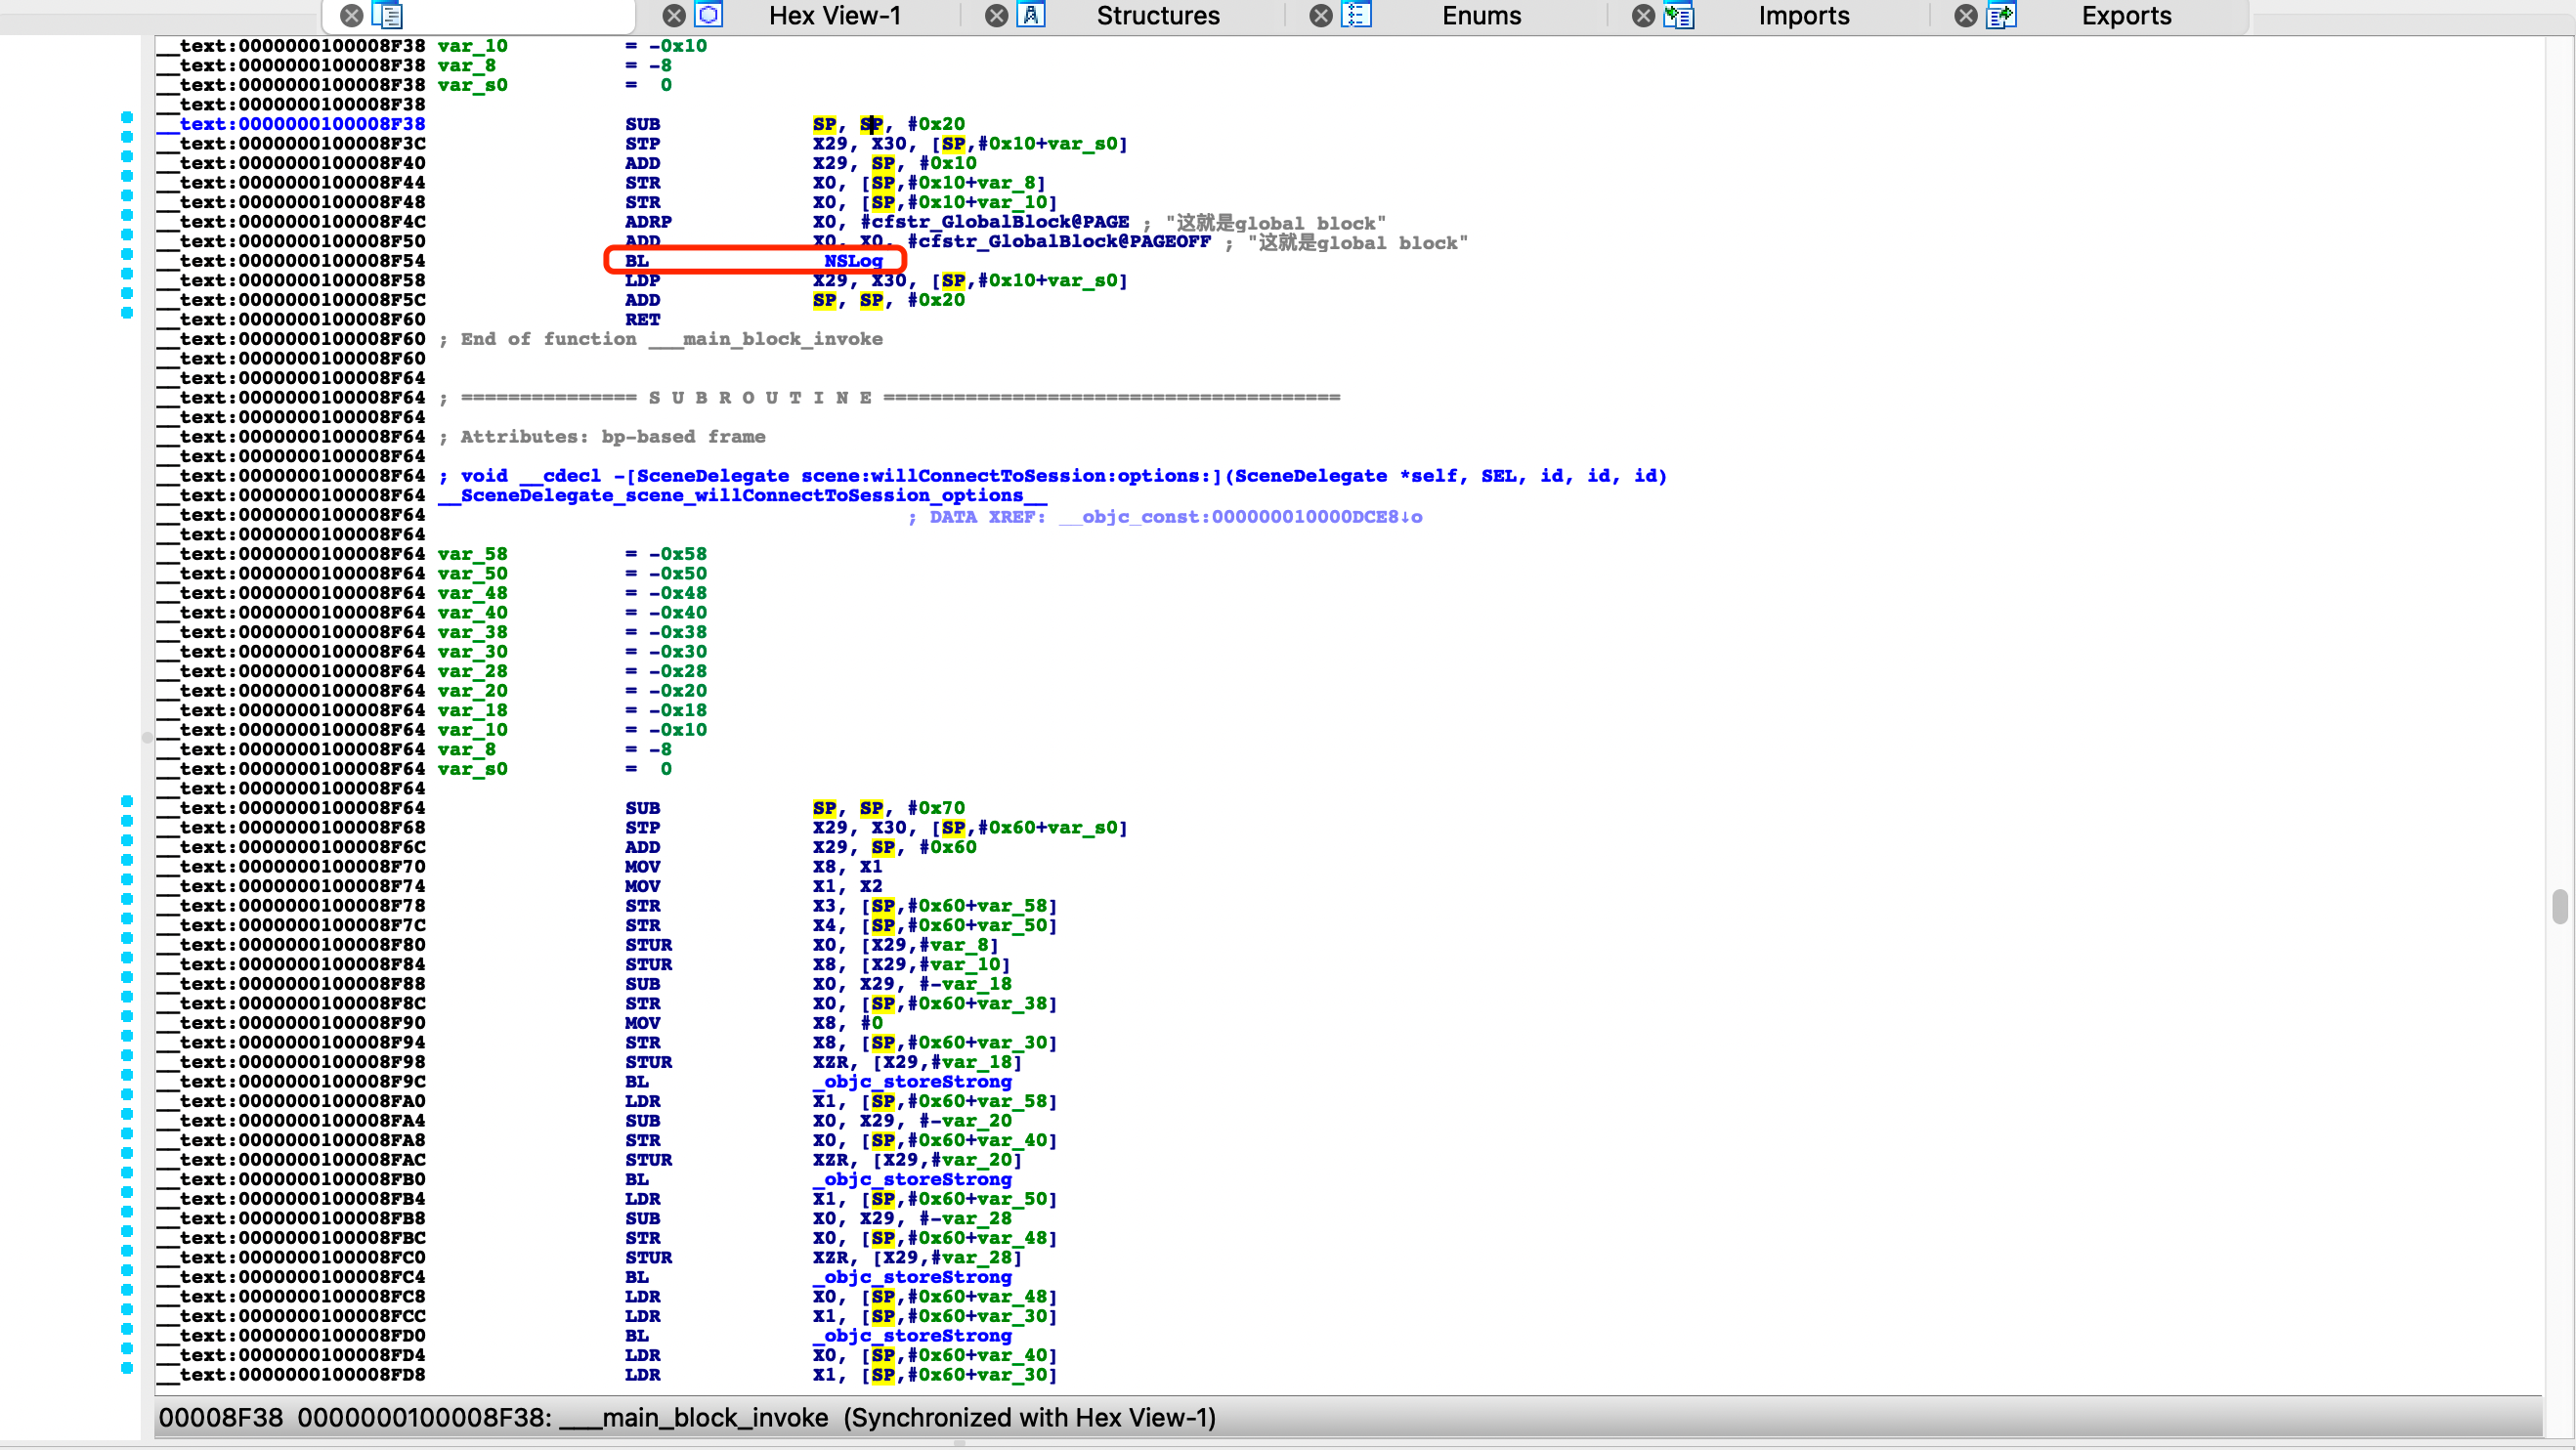 Hex View-1 Structures Enums Imports Exports
__text:0000000100008F38 var_10 = -0x10
__text:0000000100008F38 var_8 = -8
__text:0000000100008F38 var_s0 = 0
__text:0000000100008F38
__text:0000000100008F38 SUB SP, SP, #0x20
__text:0000000100008F3C STP X29, X30, [SP,#0x10+var_s0]
__text:0000000100008F40 ADD X29, SP, #0x10
__text:0000000100008F44 STR X0, [SP,#0x10+var_8]
__text:0000000100008F48 STR X0, [SP,#0x10+var_10]
__text:0000000100008F4C ADRP X0, #cfstr_GlobalBlock@PAGE ; "这就是global block"
__text:0000000100008F50 ADD X0, X0, #cfstr_GlobalBlock@PAGEOFF ; "这就是global block"
__text:0000000100008F54 BL _NSLog
__text:0000000100008F58 LDP X29, X30, [SP,#0x10+var_s0]
__text:0000000100008F5C ADD SP, SP, #0x20
__text:0000000100008F60 RET
__text:0000000100008F60 ; End of function ___main_block_invoke
__text:0000000100008F60
__text:0000000100008F64
__text:0000000100008F64 ; =============== S U B R O U T I N E =======================================
__text:0000000100008F64
__text:0000000100008F64 ; Attributes: bp-based frame
__text:0000000100008F64
__text:0000000100008F64 ; void __cdecl -[SceneDelegate scene:willConnectToSession:options:](SceneDelegate *self, SEL, id, id, id)
__text:0000000100008F64 __SceneDelegate_scene_willConnectToSession_options__
__text:0000000100008F64 ; DATA XREF: __objc_const:000000010000DCE8↓o
__text:0000000100008F64
__text:0000000100008F64 var_58 = -0x58
__text:0000000100008F64 var_50 = -0x50
__text:0000000100008F64 var_48 = -0x48
__text:0000000100008F64 var_40 = -0x40
__text:0000000100008F64 var_38 = -0x38
__text:0000000100008F64 var_30 = -0x30
__text:0000000100008F64 var_28 = -0x28
__text:0000000100008F64 var_20 = -0x20
__text:0000000100008F64 var_18 = -0x18
__text:0000000100008F64 var_10 = -0x10
__text:0000000100008F64 var_8 = -8
__text:0000000100008F64 var_s0 = 0
__text:0000000100008F64
__text:0000000100008F64 SUB SP, SP, #0x70
__text:0000000100008F68 STP X29, X30, [SP,#0x60+var_s0]
__text:0000000100008F6C ADD X29, SP, #0x60
__text:0000000100008F70 MOV X8, X1
__text:0000000100008F74 MOV X1, X2
__text:0000000100008F78 STR X3, [SP,#0x60+var_58]
__text:0000000100008F7C STR X4, [SP,#0x60+var_50]
__text:0000000100008F80 STUR X0, [X29,#var_8]
__text:0000000100008F84 STUR X8, [X29,#var_10]
__text:0000000100008F88 SUB X0, X29, #-var_18
__text:0000000100008F8C STR X0, [SP,#0x60+var_38]
__text:0000000100008F90 MOV X8, #0
__text:0000000100008F94 STR X8, [SP,#0x60+var_30]
__text:0000000100008F98 STUR XZR, [X29,#var_18]
__text:0000000100008F9C BL _objc_storeStrong
__text:0000000100008FA0 LDR X1, [SP,#0x60+var_58]
__text:0000000100008FA4 SUB X0, X29, #-var_20
__text:0000000100008FA8 STR X0, [SP,#0x60+var_40]
__text:0000000100008FAC STUR XZR, [X29,#var_20]
__text:0000000100008FB0 BL _objc_storeStrong
__text:0000000100008FB4 LDR X1, [SP,#0x60+var_50]
__text:0000000100008FB8 SUB X0, X29, #-var_28
__text:0000000100008FBC STR X0, [SP,#0x60+var_48]
__text:0000000100008FC0 STUR XZR, [X29,#var_28]
__text:0000000100008FC4 BL _objc_storeStrong
__text:0000000100008FC8 LDR X0, [SP,#0x60+var_48]
__text:0000000100008FCC LDR X1, [SP,#0x60+var_30]
__text:0000000100008FD0 BL _objc_storeStrong
__text:0000000100008FD4 LDR X0, [SP,#0x60+var_40]
__text:0000000100008FD8 LDR X1, [SP,#0x60+var_30]
00008F38 0000000100008F38: ___main_block_invoke (Synchronized with Hex View-1)